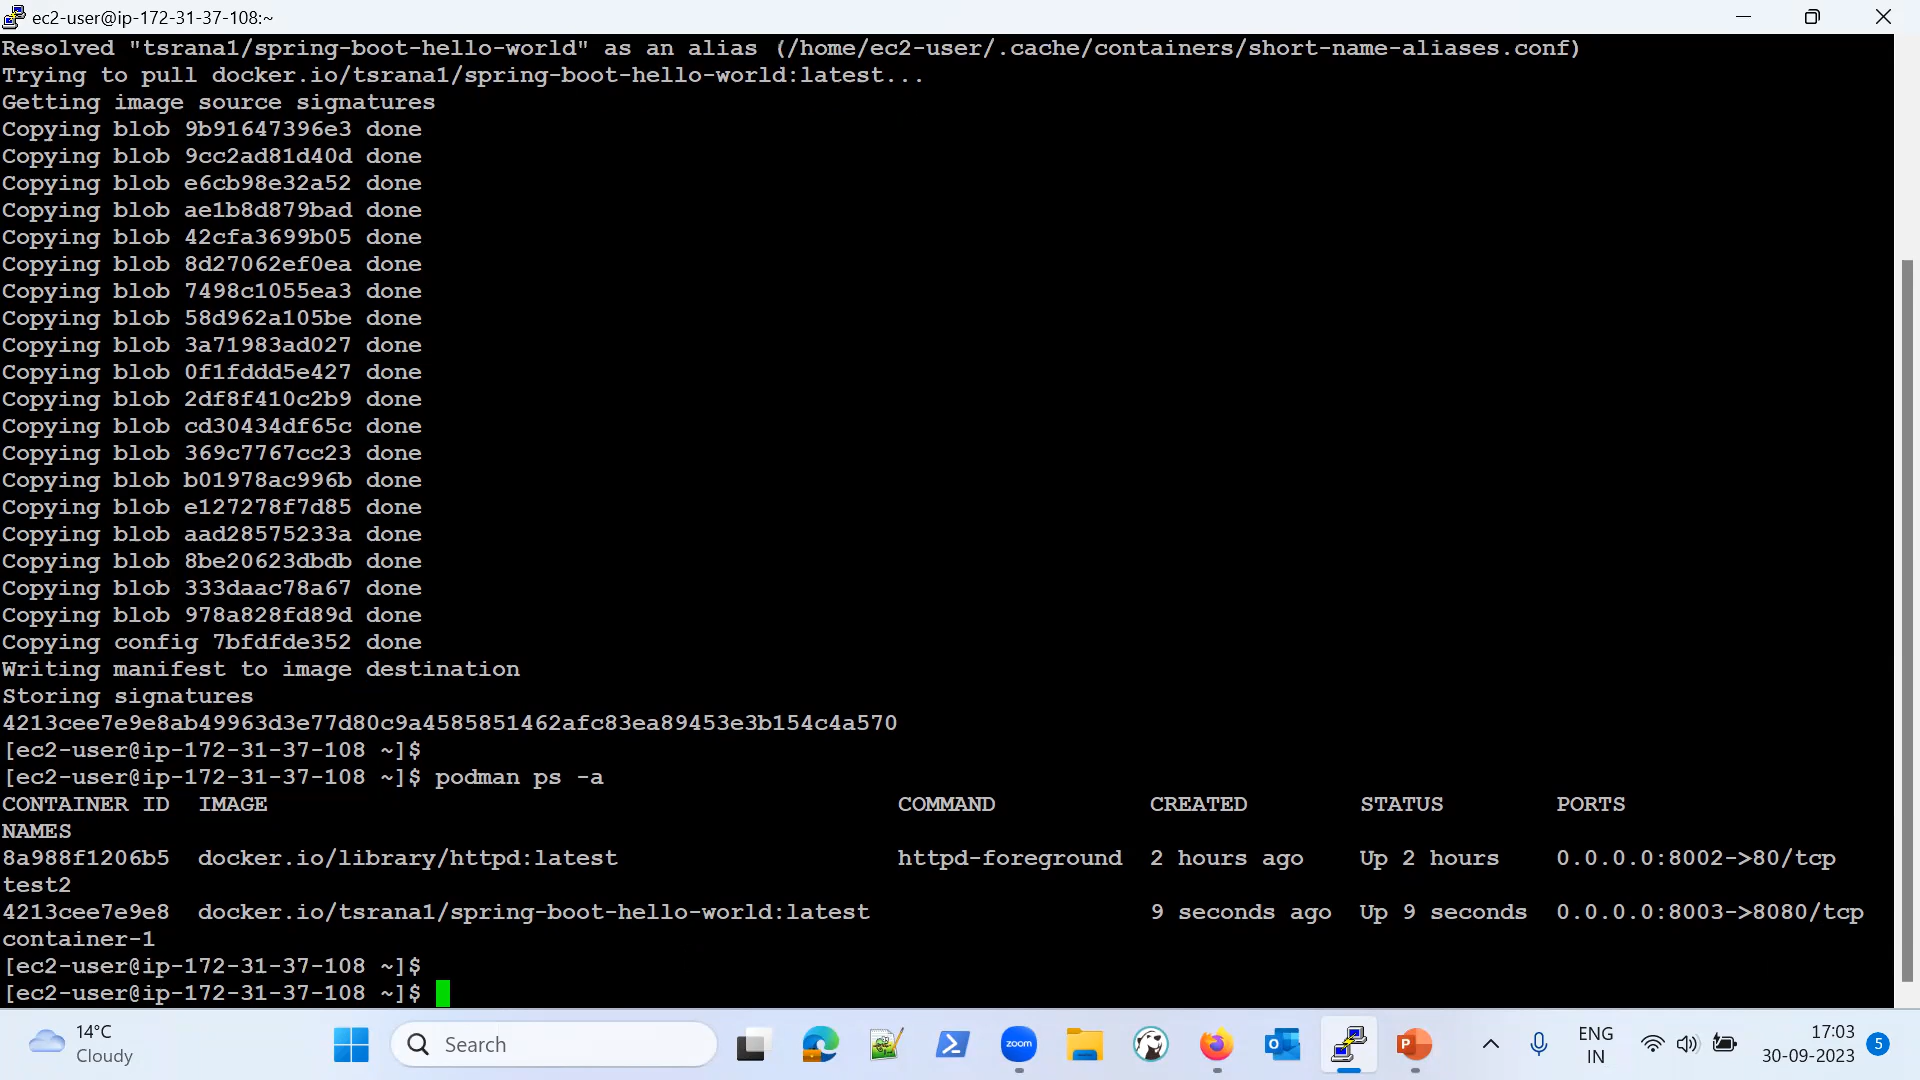 ec2-user@ip-172-31-37-108:~
Resolved "tsrana1/spring-boot-hello-world" as an alias (/home/ec2-user/.cache/containers/short-name-aliases.conf)
Trying to pull docker.io/tsrana1/spring-boot-hello-world:latest...
Getting image source signatures
Copying blob 9b91647396e3 done
Copying blob 9cc2ad81d40d done
Copying blob e6cb98e32a52 done
Copying blob ae1b8d879bad done
Copying blob 42cfa3699b05 done
Copying blob 8d27062ef0ea done
Copying blob 7498c1055ea3 done
Copying blob 58d962a105be done
Copying blob 3a71983ad027 done
Copying blob 0f1fddd5e427 done
Copying blob 2df8f410c2b9 done
Copying blob cd30434df65c done
Copying blob 369c7767cc23 done
Copying blob b01978ac996b done
Copying blob e127278f7d85 done
Copying blob aad28575233a done
Copying blob 8be20623dbdb done
Copying blob 333daac78a67 done
Copying blob 978a828fd89d done
Copying config 7bfdfde352 done
Writing manifest to image destination
Storing signatures
4213cee7e9e8ab49963d3e77d80c9a4585851462afc83ea89453e3b154c4a570
[ec2-user@ip-172-31-37-108 ~]$
[ec2-user@ip-172-31-37-108 ~]$ podman ps -a
CONTAINER ID  IMAGE  COMMAND  CREATED  STATUS  PORTS
NAMES
8a988f1206b5  docker.io/library/httpd:latest  httpd-foreground  2 hours ago  Up 2 hours  0.0.0.0:8002->80/tcp
test2
4213cee7e9e8  docker.io/tsrana1/spring-boot-hello-world:latest  9 seconds ago  Up 9 seconds  0.0.0.0:8003->8080/tcp
container-1
[ec2-user@ip-172-31-37-108 ~]$
[ec2-user@ip-172-31-37-108 ~]$
14°C
Cloudy
Search
zoom
ENG
IN
17:03
30-09-2023
5